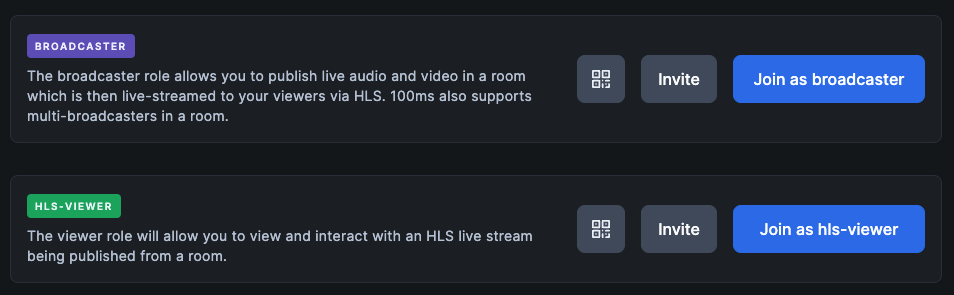 BROADCASTER
The broadcaster role allows you to publish live audio and video in a room
which is then live-streamed to your viewers via HLS. 100ms also supports
multi-broadcasters in a room.
Invite
Join as broadcaster
HLS-VIEWER
The viewer role will allow you to view and interact with an HLS live stream
being published from a room.
Invite
Join as hls-viewer